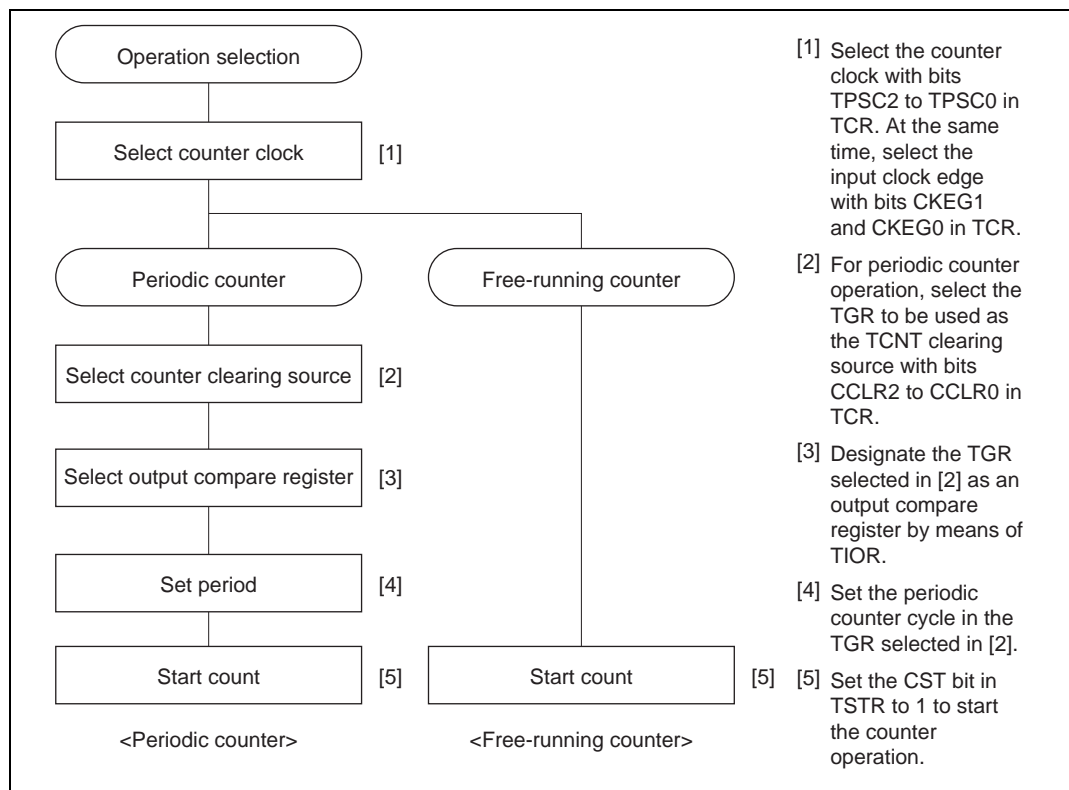 Operation selection
Select counter clock
[1]
Periodic counter
Free-running counter
Select counter clearing source
[2]
Select output compare register
[3]
Set period
[4]
Start count
[5]
Start count
[5]
<Periodic counter>
<Free-running counter>
[1] Select the counter
clock with bits
TPSC2 to TPSC0 in
TCR. At the same
time, select the
input clock edge
with bits CKEG1
and CKEG0 in TCR.
[2] For periodic counter
operation, select the
TGR to be used as
the TCNT clearing
source with bits
CCLR2 to CCLR0 in
TCR.
[3] Designate the TGR
selected in [2] as an
output compare
register by means of
TIOR.
[4] Set the periodic
counter cycle in the
TGR selected in [2].
[5] Set the CST bit in
TSTR to 1 to start
the counter
operation.